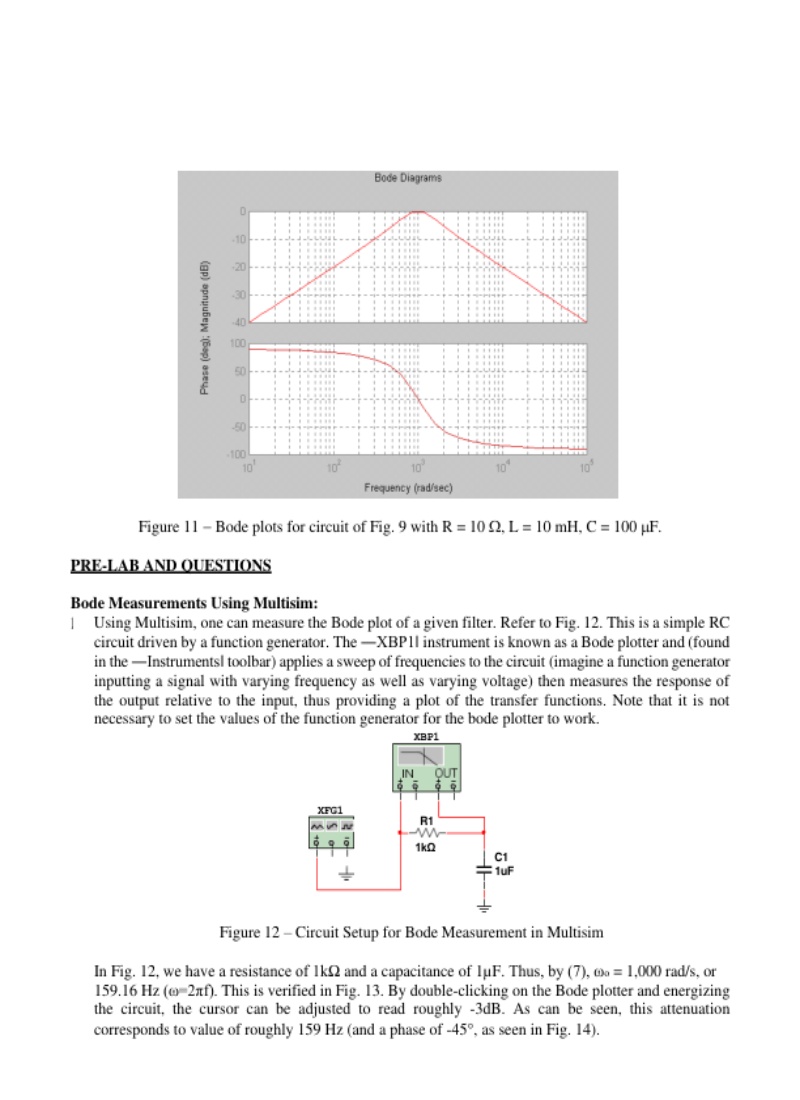 Bode Diagrams
Phase (deg); Magnitude (dB)
0
-10
-20
-30
-40
100
50
0
-50
-100
10^1 10^2 10^3 10^4 10^5
Frequency (rad/sec)
Figure 11 – Bode plots for circuit of Fig. 9 with R = 10 Ω, L = 10 mH, C = 100 μF.
PRE-LAB AND QUESTIONS
Bode Measurements Using Multisim:
] Using Multisim, one can measure the Bode plot of a given filter. Refer to Fig. 12. This is a simple RC
circuit driven by a function generator. The ―XBP1‖ instrument is known as a Bode plotter and (found
in the ―Instruments‖ toolbar) applies a sweep of frequencies to the circuit (imagine a function generator
inputting a signal with varying frequency as well as varying voltage) then measures the response of
the output relative to the input, thus providing a plot of the transfer functions. Note that it is not
necessary to set the values of the function generator for the bode plotter to work.
XBP1
IN OUT
XFG1
R1
1kΩ
C1
1uF
Figure 12 – Circuit Setup for Bode Measurement in Multisim
In Fig. 12, we have a resistance of 1kΩ and a capacitance of 1μF. Thus, by (7), ωₒ = 1,000 rad/s, or
159.16 Hz (ω=2πf). This is verified in Fig. 13. By double-clicking on the Bode plotter and energizing
the circuit, the cursor can be adjusted to read roughly -3dB. As can be seen, this attenuation
corresponds to value of roughly 159 Hz (and a phase of -45°, as seen in Fig. 14).